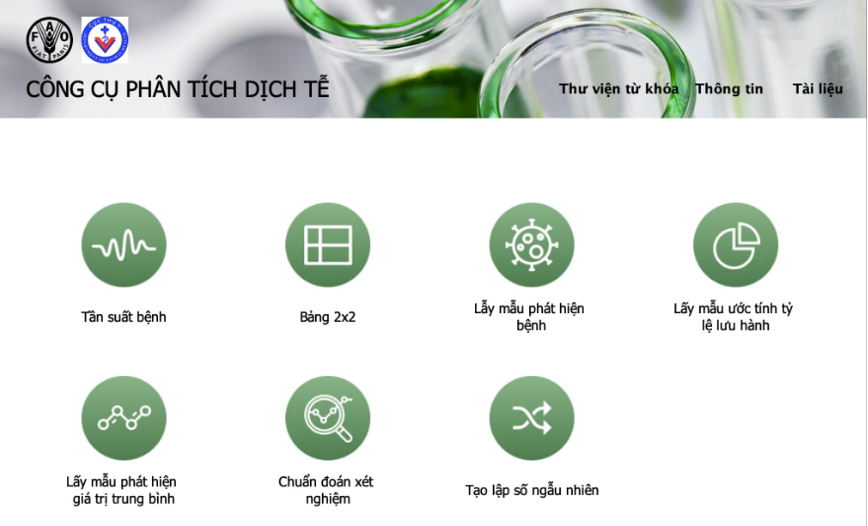 FAO
FIAT PANIS
CÔNG CỤ PHÂN TÍCH DỊCH TỄ
Thư viện từ khóa
Thông tin
Tài liệu
Tần suất bệnh
Bảng 2x2
Lẫy mẫu phát hiện
bệnh
Lấy mẫu ước tính tỷ
lệ lưu hành
Lấy mẫu phát hiện
giá trị trung bình
Chuẩn đoán xét
nghiệm
Tạo lập số ngẫu nhiên